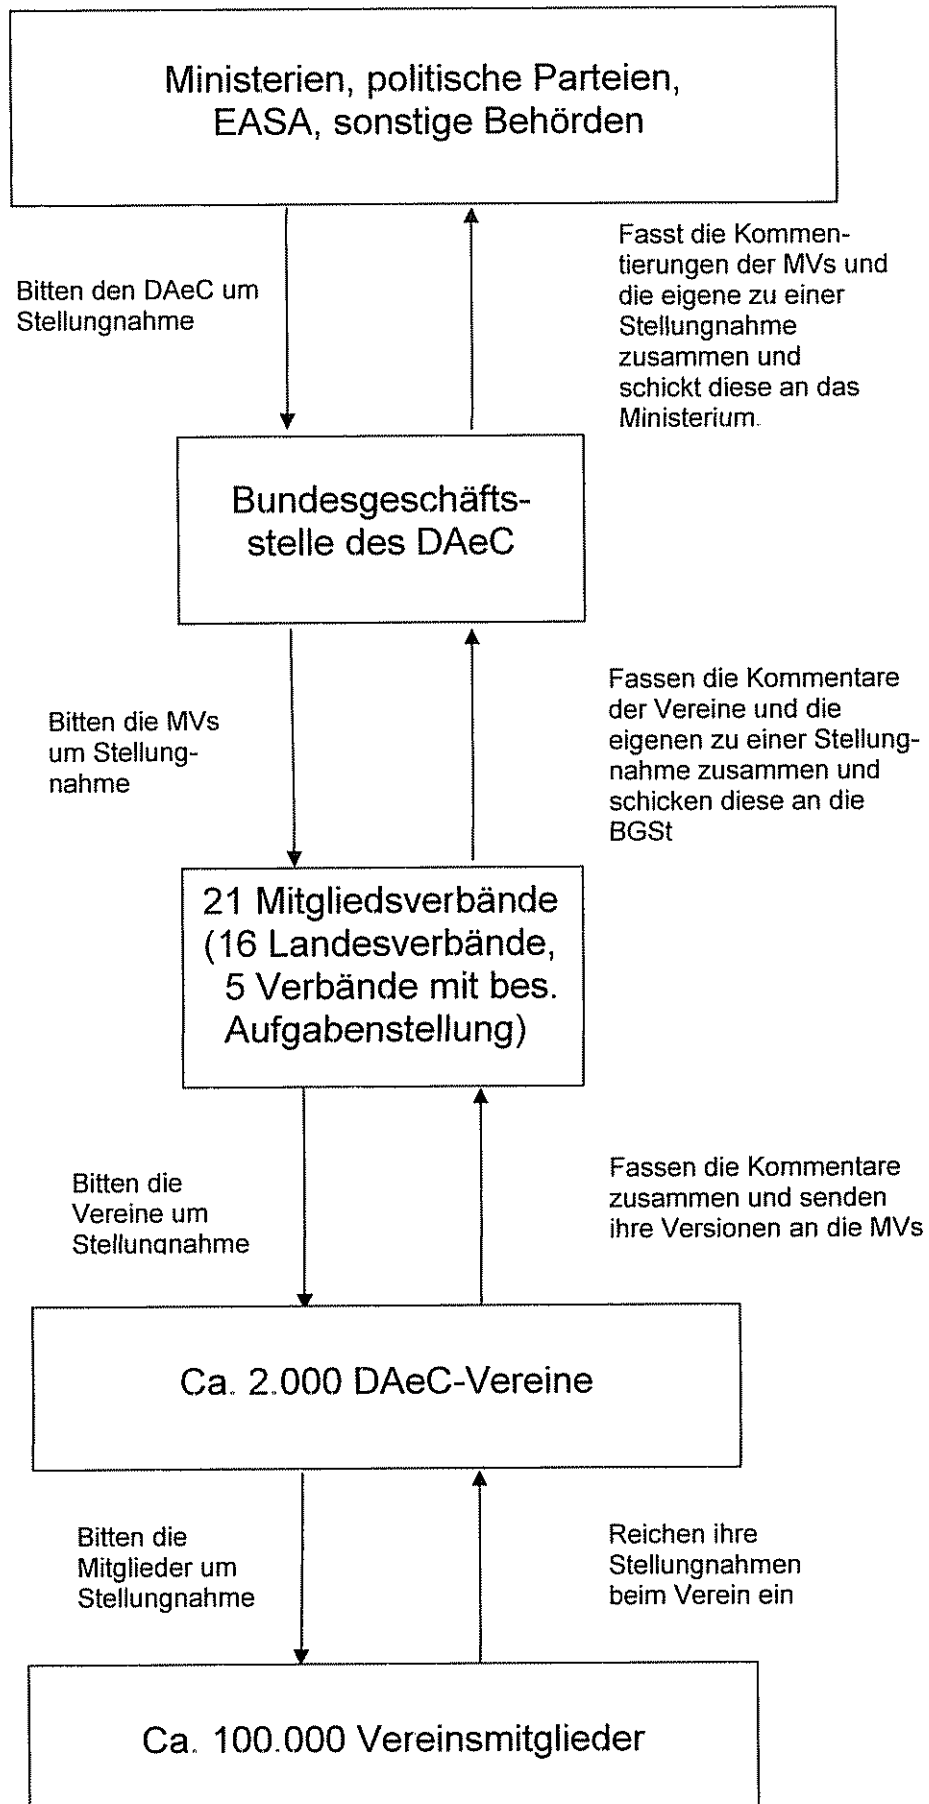 Ministerien, politische Parteien,
EASA, sonstige Behörden
Bitten den DAeC um
Stellungnahme
Fasst die Kommen-
tierungen der MVs und
die eigene zu einer
Stellungnahme
zusammen und
schickt diese an das
Ministerium.
Bundesgeschäfts-
stelle des DAeC
Bitten die MVs
um Stellung-
nahme
Fassen die Kommentare
der Vereine und die
eigenen zu einer Stellung-
nahme zusammen und
schicken diese an die
BGSt
21 Mitgliedsverbände
(16 Landesverbände,
5 Verbände mit bes.
Aufgabenstellung)
Bitten die
Vereine um
Stellungnahme
Fassen die Kommentare
zusammen und senden
ihre Versionen an die MVs
Ca. 2.000 DAeC-Vereine
Bitten die
Mitglieder um
Stellungnahme
Reichen ihre
Stellungnahmen
beim Verein ein
Ca. 100.000 Vereinsmitglieder